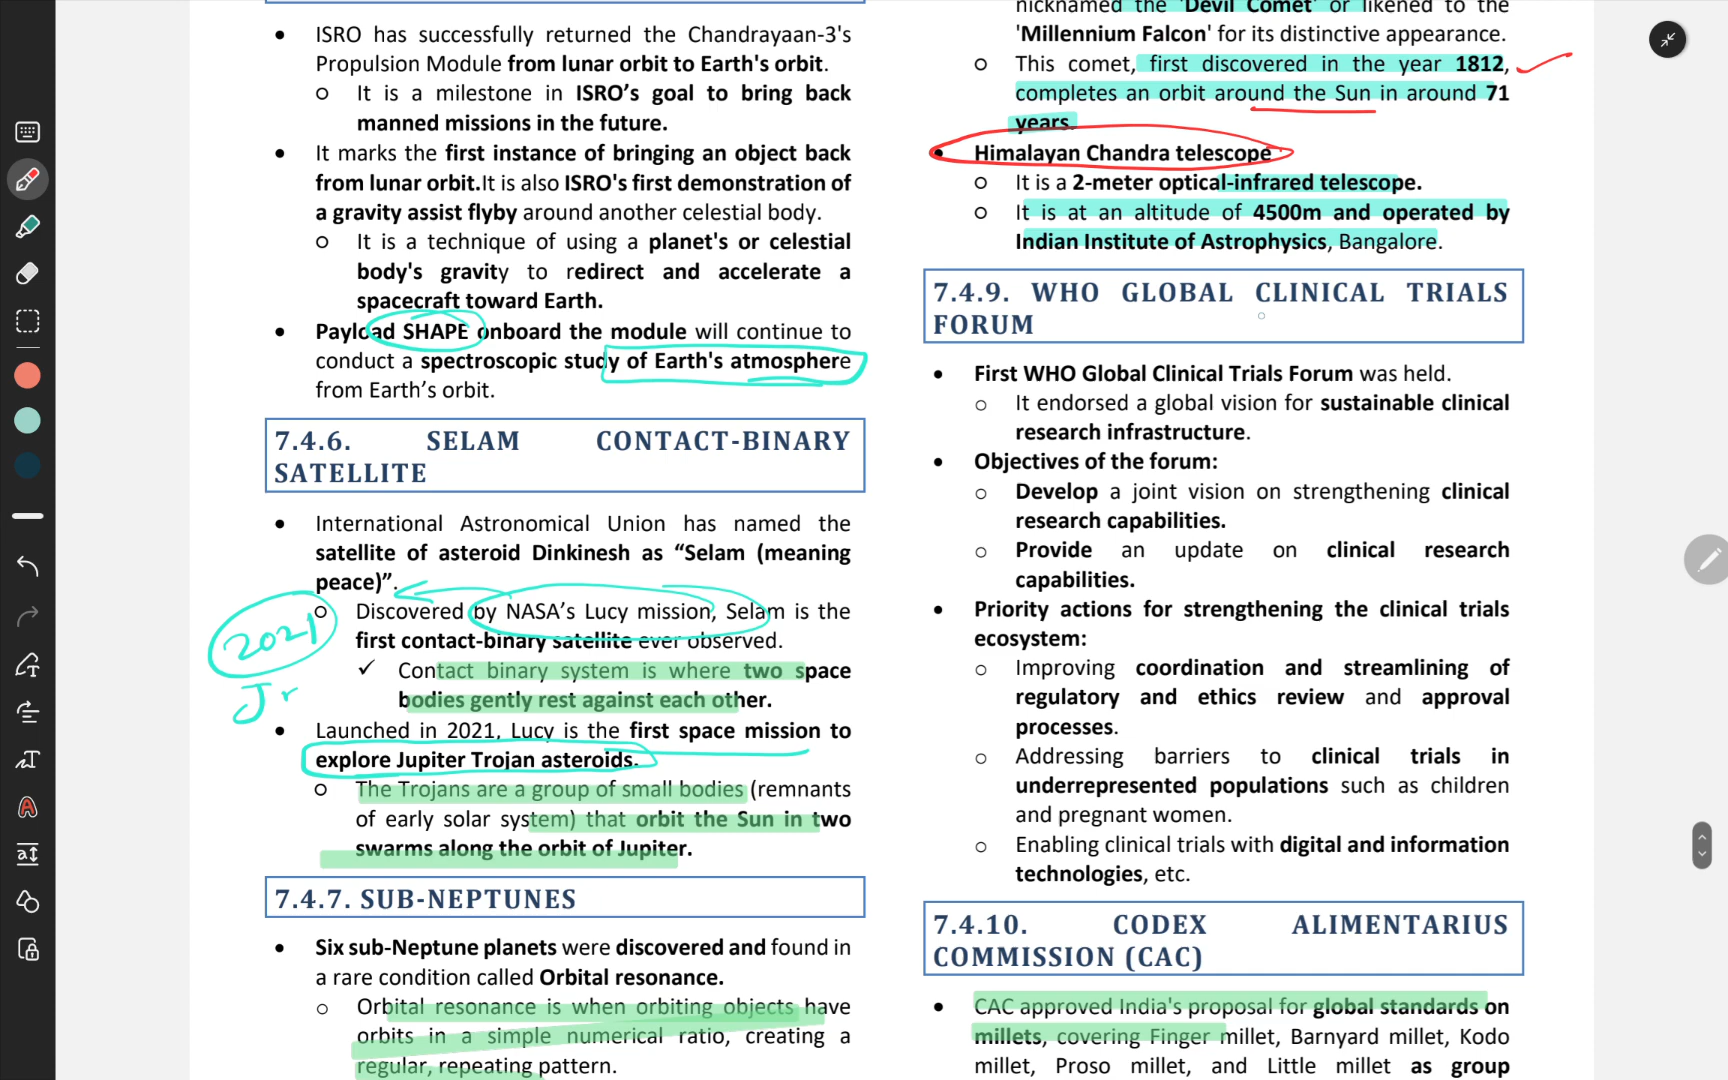 ISRO has successfully returned the Chandrayaan-3's
Propulsion Module from lunar orbit to Earth's orbit.
It is a milestone in ISRO’s goal to bring back
manned missions in the future.
It marks the first instance of bringing an object back
from lunar orbit.It is also ISRO's first demonstration of
a gravity assist flyby around another celestial body.
It is a technique of using a planet's or celestial
body's gravity to redirect and accelerate a
spacecraft toward Earth.
Payload SHAPE onboard the module will continue to
conduct a spectroscopic study of Earth's atmosphere
from Earth’s orbit.
7.4.6. SELAM CONTACT-BINARY
SATELLITE
International Astronomical Union has named the
satellite of asteroid Dinkinesh as “Selam (meaning
peace)”.
Discovered by NASA’s Lucy mission, Selam is the
first contact-binary satellite ever observed.
2021
Contact binary system is where two space
bodies gently rest against each other.
Jr
Launched in 2021, Lucy is the first space mission to
explore Jupiter Trojan asteroids.
The Trojans are a group of small bodies (remnants
of early solar system) that orbit the Sun in two
swarms along the orbit of Jupiter.
7.4.7. SUB-NEPTUNES
Six sub-Neptune planets were discovered and found in
a rare condition called Orbital resonance.
Orbital resonance is when orbiting objects have
orbits in a simple numerical ratio, creating a
regular, repeating pattern.
nicknamed the 'Devil Comet' or likened to the
'Millennium Falcon' for its distinctive appearance.
This comet, first discovered in the year 1812,
completes an orbit around the Sun in around 71
years.
Himalayan Chandra telescope
It is a 2-meter optical-infrared telescope.
It is at an altitude of 4500m and operated by
Indian Institute of Astrophysics, Bangalore.
7.4.9. WHO GLOBAL CLINICAL TRIALS
FORUM
First WHO Global Clinical Trials Forum was held.
It endorsed a global vision for sustainable clinical
research infrastructure.
Objectives of the forum:
Develop a joint vision on strengthening clinical
research capabilities.
Provide an update on clinical research
capabilities.
Priority actions for strengthening the clinical trials
ecosystem:
Improving coordination and streamlining of
regulatory and ethics review and approval
processes.
Addressing barriers to clinical trials in
underrepresented populations such as children
and pregnant women.
Enabling clinical trials with digital and information
technologies, etc.
7.4.10. CODEX ALIMENTARIUS
COMMISSION (CAC)
CAC approved India's proposal for global standards on
millets, covering Finger millet, Barnyard millet, Kodo
millet, Proso millet, and Little millet as group